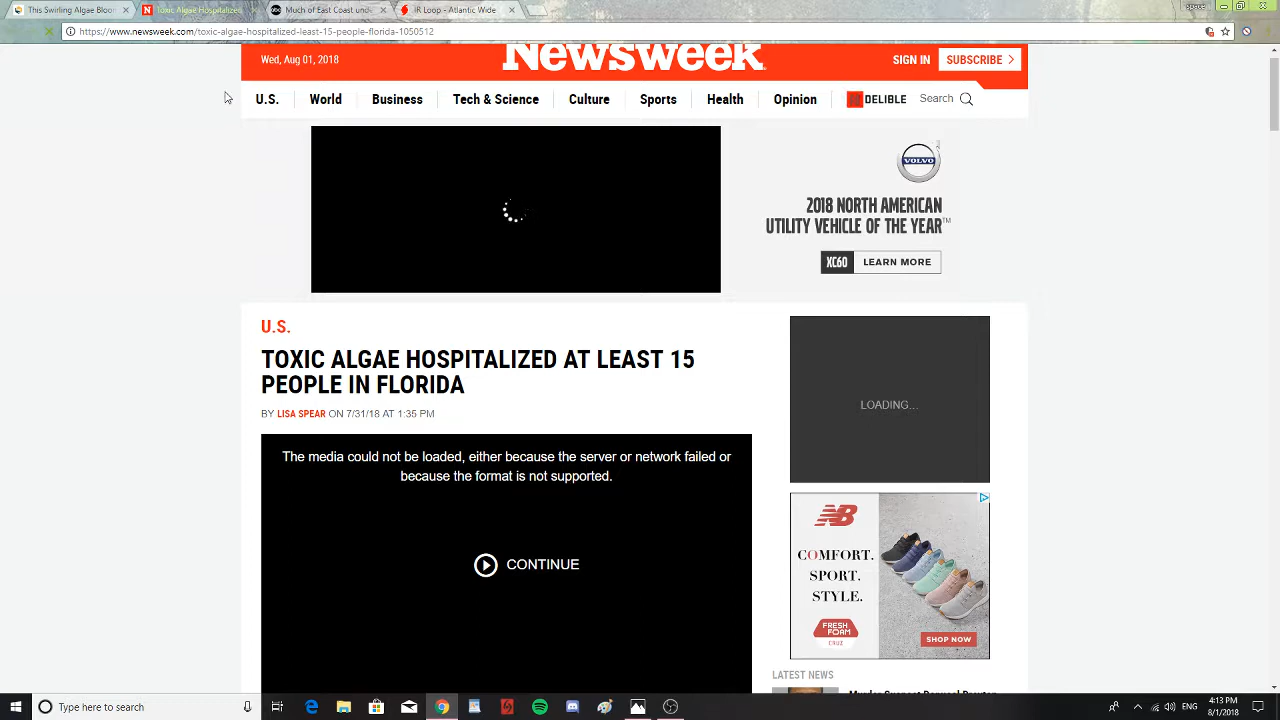 This Swirling Algae Bloo
Toxic-algae hospitalized
Much of East Coast und
IR Loop - Atlantic Wide
https://www.newsweek.com/toxic-algae-hospitalized-least-15-people-florida-1050512
Wed, Aug 01, 2018
Newsweek
SIGN IN
SUBSCRIBE
U.S.
World
Business
Tech & Science
Culture
Sports
Health
Opinion
DELIBLE
Search
VOLVO
2018 NORTH AMERICAN
UTILITY VEHICLE OF THE YEAR™
XC60
LEARN MORE
U.S.
TOXIC ALGAE HOSPITALIZED AT LEAST 15
PEOPLE IN FLORIDA
BY LISA SPEAR ON 7/31/18 AT 1:35 PM
LOADING...
The media could not be loaded, either because the server or network failed or
because the format is not supported.
CONTINUE
NB
COMFORT.
SPORT.
STYLE.
FRESH
FOAM
CRUZ
SHOP NOW
LATEST NEWS
Type here to search
ENG
4:13 PM
8/1/2018